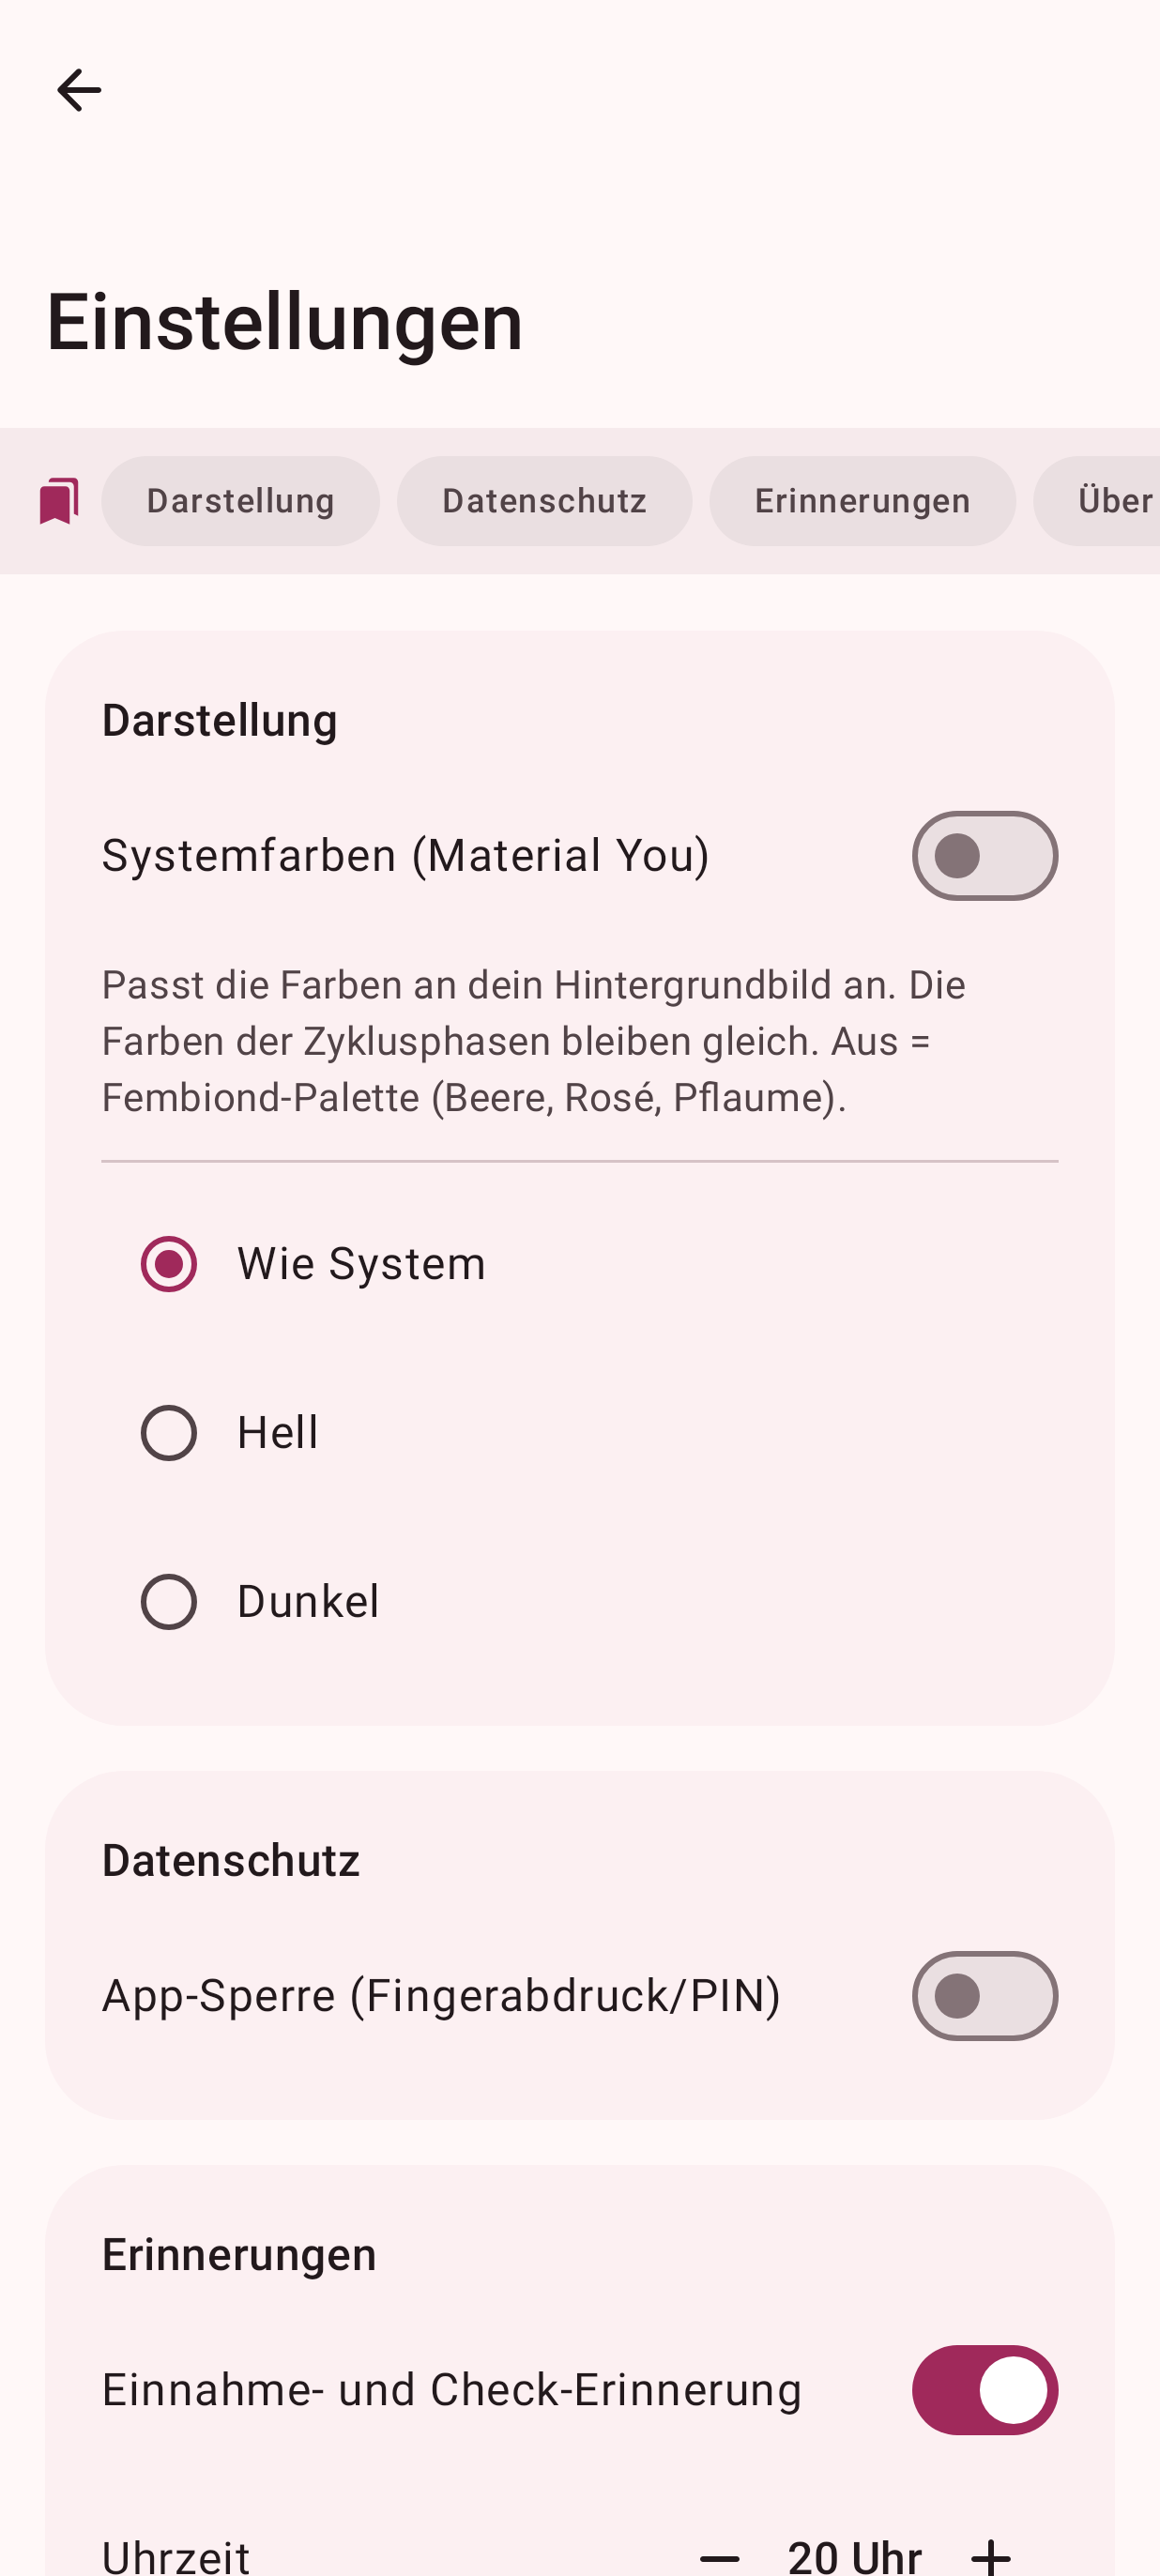 Einstellungen
Darstellung
Datenschutz
Erinnerungen
Über
Darstellung
Systemfarben (Material You)
Passt die Farben an dein Hintergrundbild an. Die
Farben der Zyklusphasen bleiben gleich. Aus =
Fembiond-Palette (Beere, Rosé, Pflaume).
Wie System
Hell
Dunkel
Datenschutz
App-Sperre (Fingerabdruck/PIN)
Erinnerungen
Einnahme- und Check-Erinnerung
Uhrzeit
20 Uhr